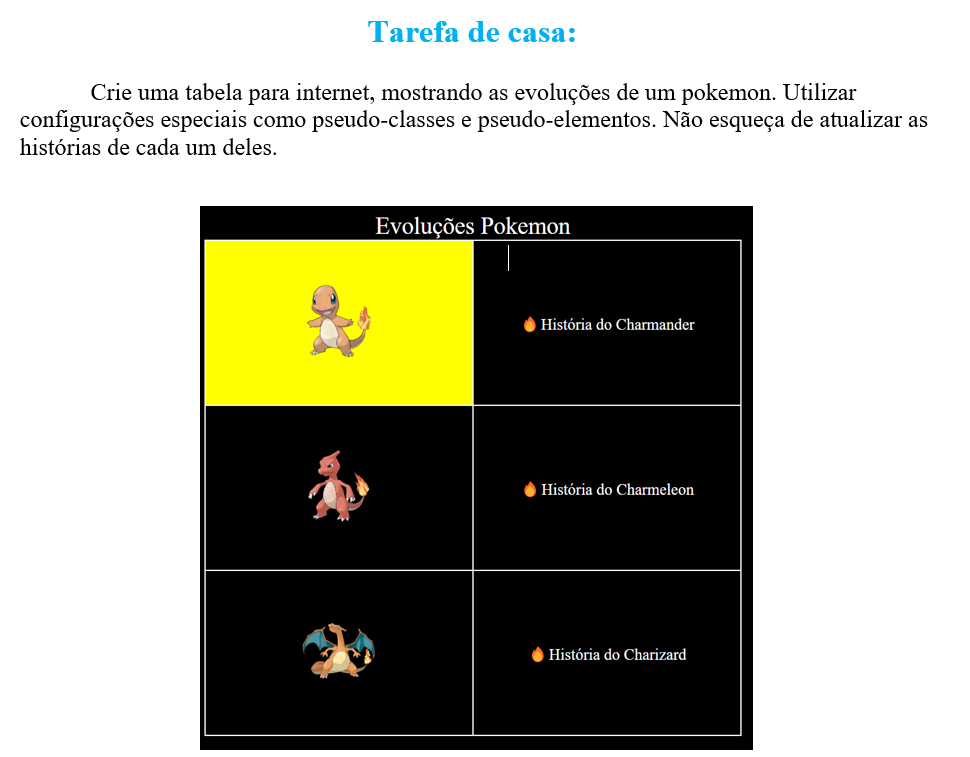 Tarefa de casa:
Crie uma tabela para internet, mostrando as evoluções de um pokemon. Utilizar
configurações especiais como pseudo-classes e pseudo-elementos. Não esqueça de atualizar as
histórias de cada um deles.
Evoluções Pokemon
🔥 História do Charmander
🔥 História do Charmeleon
🔥 História do Charizard